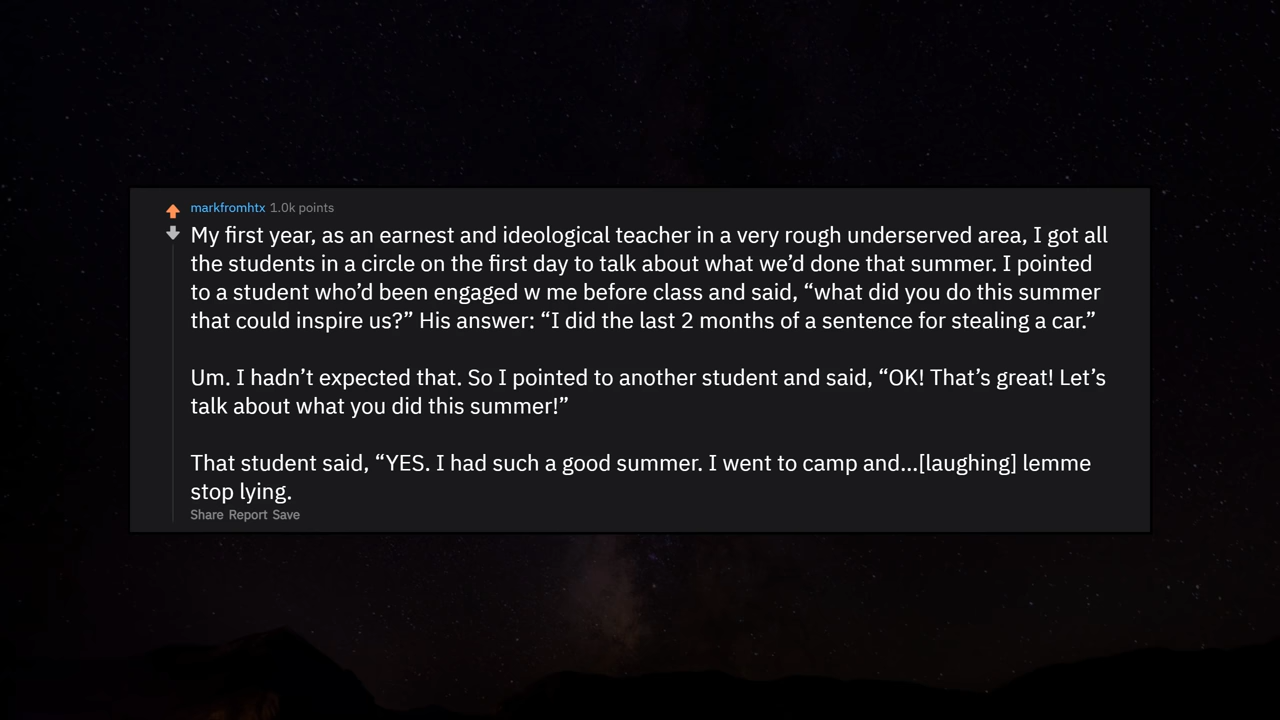 markfromhtx 1.0k points
My first year, as an earnest and ideological teacher in a very rough underserved area, I got all
the students in a circle on the first day to talk about what we’d done that summer. I pointed
to a student who’d been engaged w me before class and said, “what did you do this summer
that could inspire us?” His answer: “I did the last 2 months of a sentence for stealing a car.”
Um. I hadn’t expected that. So I pointed to another student and said, “OK! That’s great! Let’s
talk about what you did this summer!”
That student said, “YES. I had such a good summer. I went to camp and...[laughing] lemme
stop lying.
Share Report Save